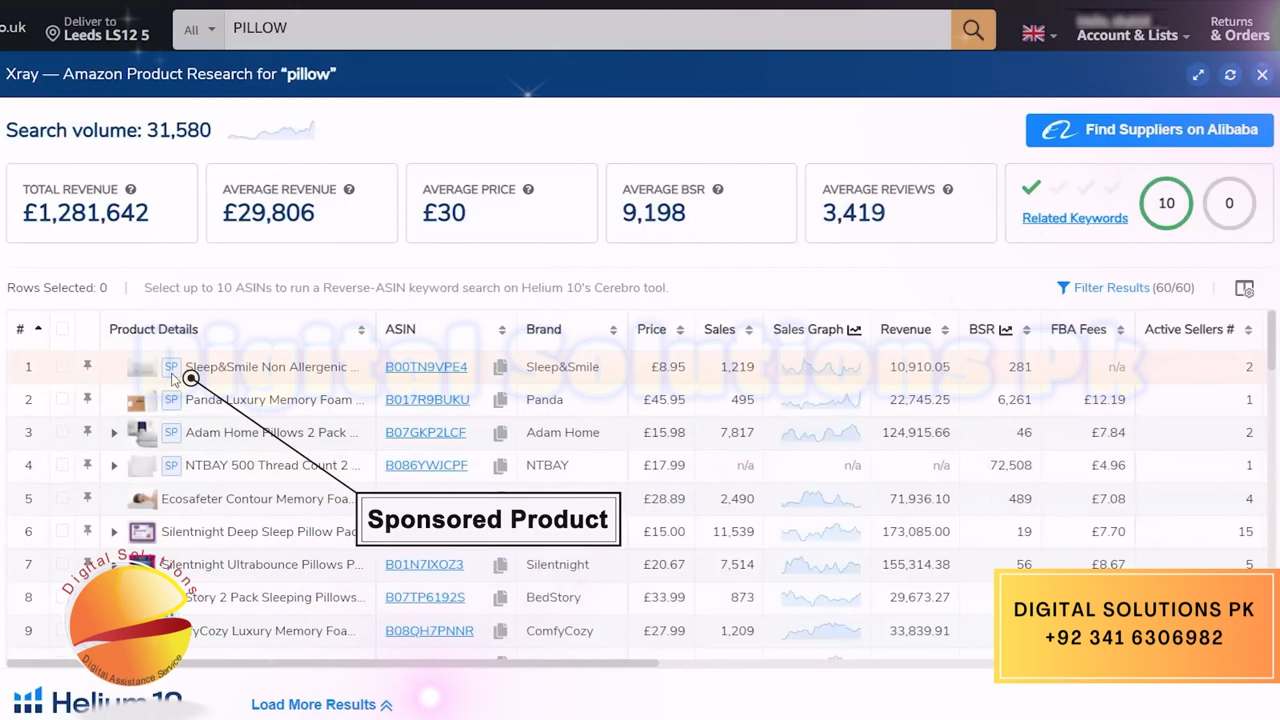 o.uk
Deliver to
Leeds LS12 5
All
PILLOW
Account & Lists
Returns
& Orders
Xray — Amazon Product Research for “pillow”
Search volume: 31,580
Find Suppliers on Alibaba
TOTAL REVENUE
£1,281,642
AVERAGE REVENUE
£29,806
AVERAGE PRICE
£30
AVERAGE BSR
9,198
AVERAGE REVIEWS
3,419
Related Keywords
10
0
Rows Selected: 0 | Select up to 10 ASINs to run a Reverse-ASIN keyword search on Helium 10's Cerebro tool.
Filter Results (60/60)
# Product Details ASIN Brand Price Sales Sales Graph Revenue BSR FBA Fees Active Sellers #
Digital Solutions Pk
1 SP Sleep&Smile Non Allergenic ... B00TN9VPE4 Sleep&Smile £8.95 1,219 10,910.05 281 n/a 2
2 SP Panda Luxury Memory Foam ... B017R9BUKU Panda £45.95 495 22,745.25 6,261 £12.19 1
3 SP Adam Home Pillows 2 Pack ... B07GKP2LCF Adam Home £15.98 7,817 124,915.66 46 £7.84 2
4 SP NTBAY 500 Thread Count 2 ... B086YWJCPF NTBAY £17.99 n/a n/a n/a 72,508 £4.96 1
5 Ecosafeter Contour Memory Foa... £28.89 2,490 71,936.10 489 £7.08 4
Sponsored Product
6 Silentnight Deep Sleep Pillow Pac £15.00 11,539 173,085.00 19 £7.70 15
7 Silentnight Ultrabounce Pillows P... B01N7IXOZ3 Silentnight £20.67 7,514 155,314.38 56 £8.67 5
8 Story 2 Pack Sleeping Pillows... B07TP6192S BedStory £33.99 873 29,673.27
9 yCozy Luxury Memory Foa... B08QH7PNNR ComfyCozy £27.99 1,209 33,839.91
Digital Solutions
Digital Assistance Service
DIGITAL SOLUTIONS PK
+92 341 6306982
Helium 10
Load More Results